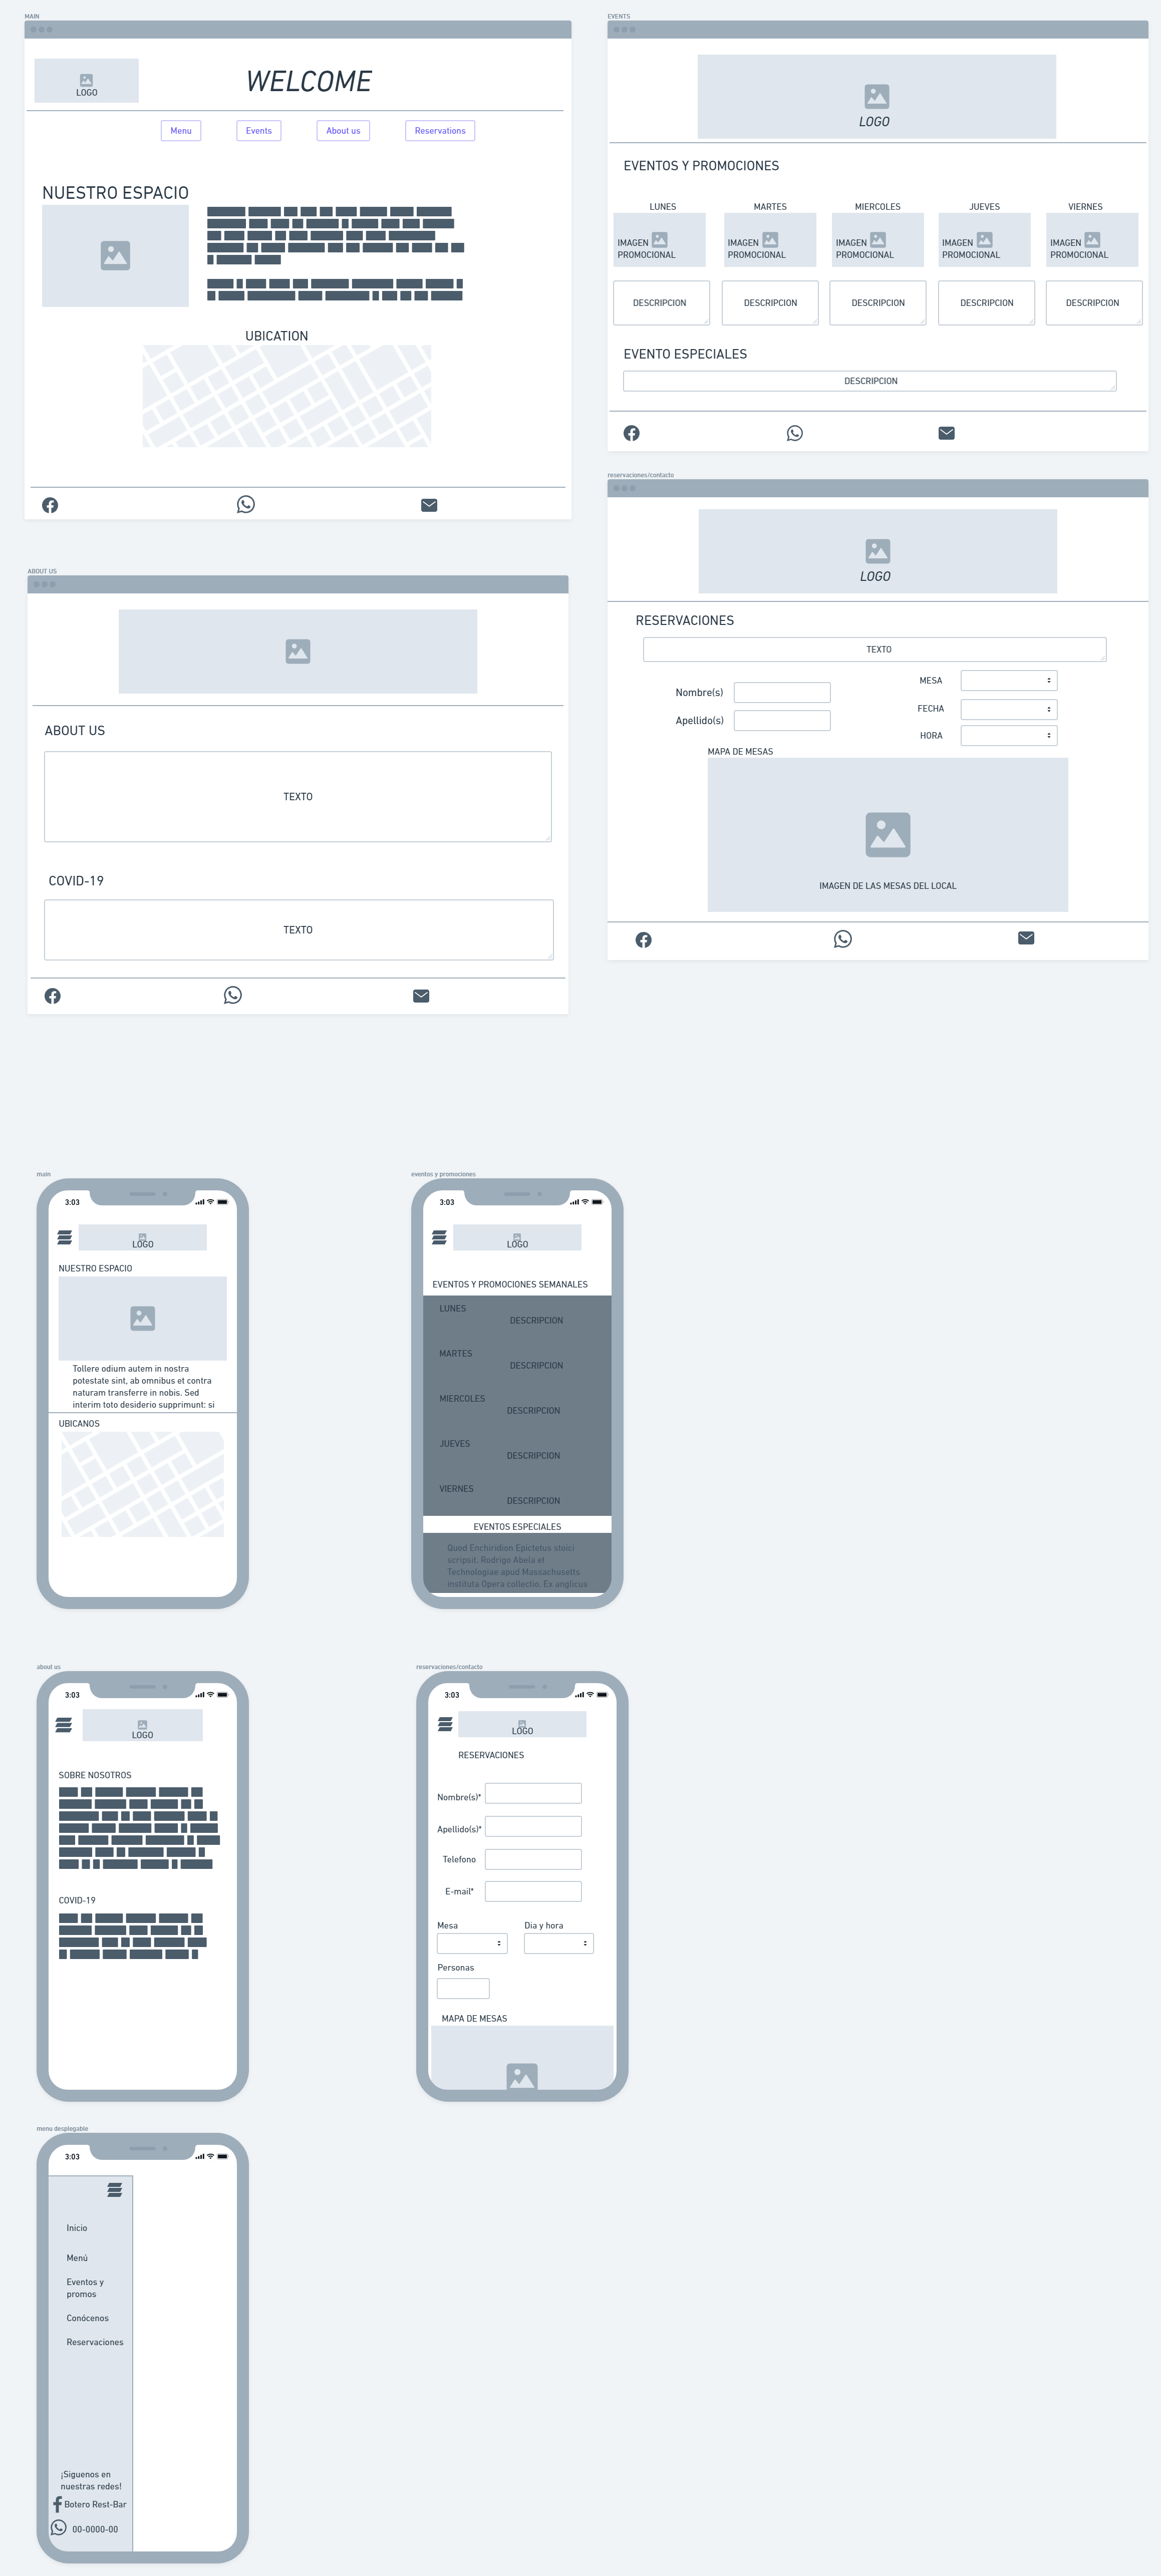 MAIN
LOGO
WELCOME
Menu
Events
About us
Reservations
NUESTRO ESPACIO
UBICATION
EVENTS
LOGO
EVENTOS Y PROMOCIONES
LUNES
MARTES
MIERCOLES
JUEVES
VIERNES
IMAGEN
PROMOCIONAL
IMAGEN
PROMOCIONAL
IMAGEN
PROMOCIONAL
IMAGEN
PROMOCIONAL
IMAGEN
PROMOCIONAL
DESCRIPCION
DESCRIPCION
DESCRIPCION
DESCRIPCION
DESCRIPCION
EVENTO ESPECIALES
DESCRIPCION
ABOUT US
ABOUT US
TEXTO
COVID-19
TEXTO
reservaciones/contacto
LOGO
RESERVACIONES
TEXTO
Nombre(s)
Apellido(s)
MESA
FECHA
HORA
MAPA DE MESAS
IMAGEN DE LAS MESAS DEL LOCAL
main
3:03
LOGO
NUESTRO ESPACIO
Tollere odium autem in nostra
potestate sint, ab omnibus et contra
naturam transferre in nobis. Sed
interim toto desiderio supprimunt: si
UBICANOS
eventos y promociones
3:03
LOGO
EVENTOS Y PROMOCIONES SEMANALES
LUNES
DESCRIPCION
MARTES
DESCRIPCION
MIERCOLES
DESCRIPCION
JUEVES
DESCRIPCION
VIERNES
DESCRIPCION
EVENTOS ESPECIALES
Quod Enchiridion Epictetus stoici
scripsit. Rodrigo Abela et
Technologiae apud Massachusetts
instituta Opera collectio. Ex anglicus
about us
3:03
LOGO
SOBRE NOSOTROS
COVID-19
reservaciones/contacto
3:03
LOGO
RESERVACIONES
Nombre(s)*
Apellido(s)*
Telefono
E-mail*
Mesa
Dia y hora
Personas
MAPA DE MESAS
menu desplegable
3:03
Inicio
Menú
Eventos y
promos
Conócenos
Reservaciones
¡Siguenos en
nuestras redes!
Botero Rest-Bar
00-0000-00